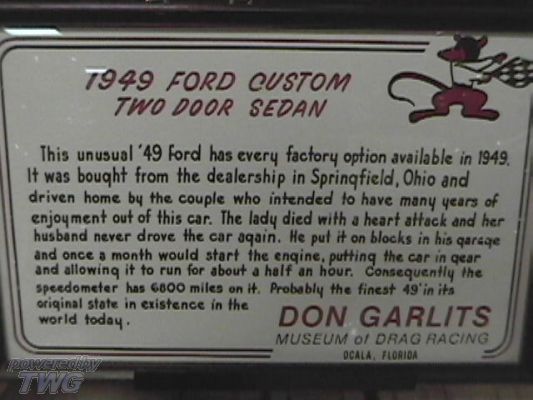 1949 FORD CUSTOM
TWO DOOR SEDAN
This unusual '49 Ford has every factory option available in 1949.
It was bought from the dealership in Springfield, Ohio and
driven home by the couple who intended to have many years of
enjoyment out of this car. The lady died with a heart attack and her
husband never drove the car again. He put it on blocks in his garage
and once a month would start the engine, putting the car in gear
and allowing it to run for about a half an hour. Consequently the
speedometer has 6800 miles on it. Probably the finest 49' in its
original state in existence in the
world today.
DON GARLITS
MUSEUM of DRAG RACING
OCALA, FLORIDA
powered by
TWG